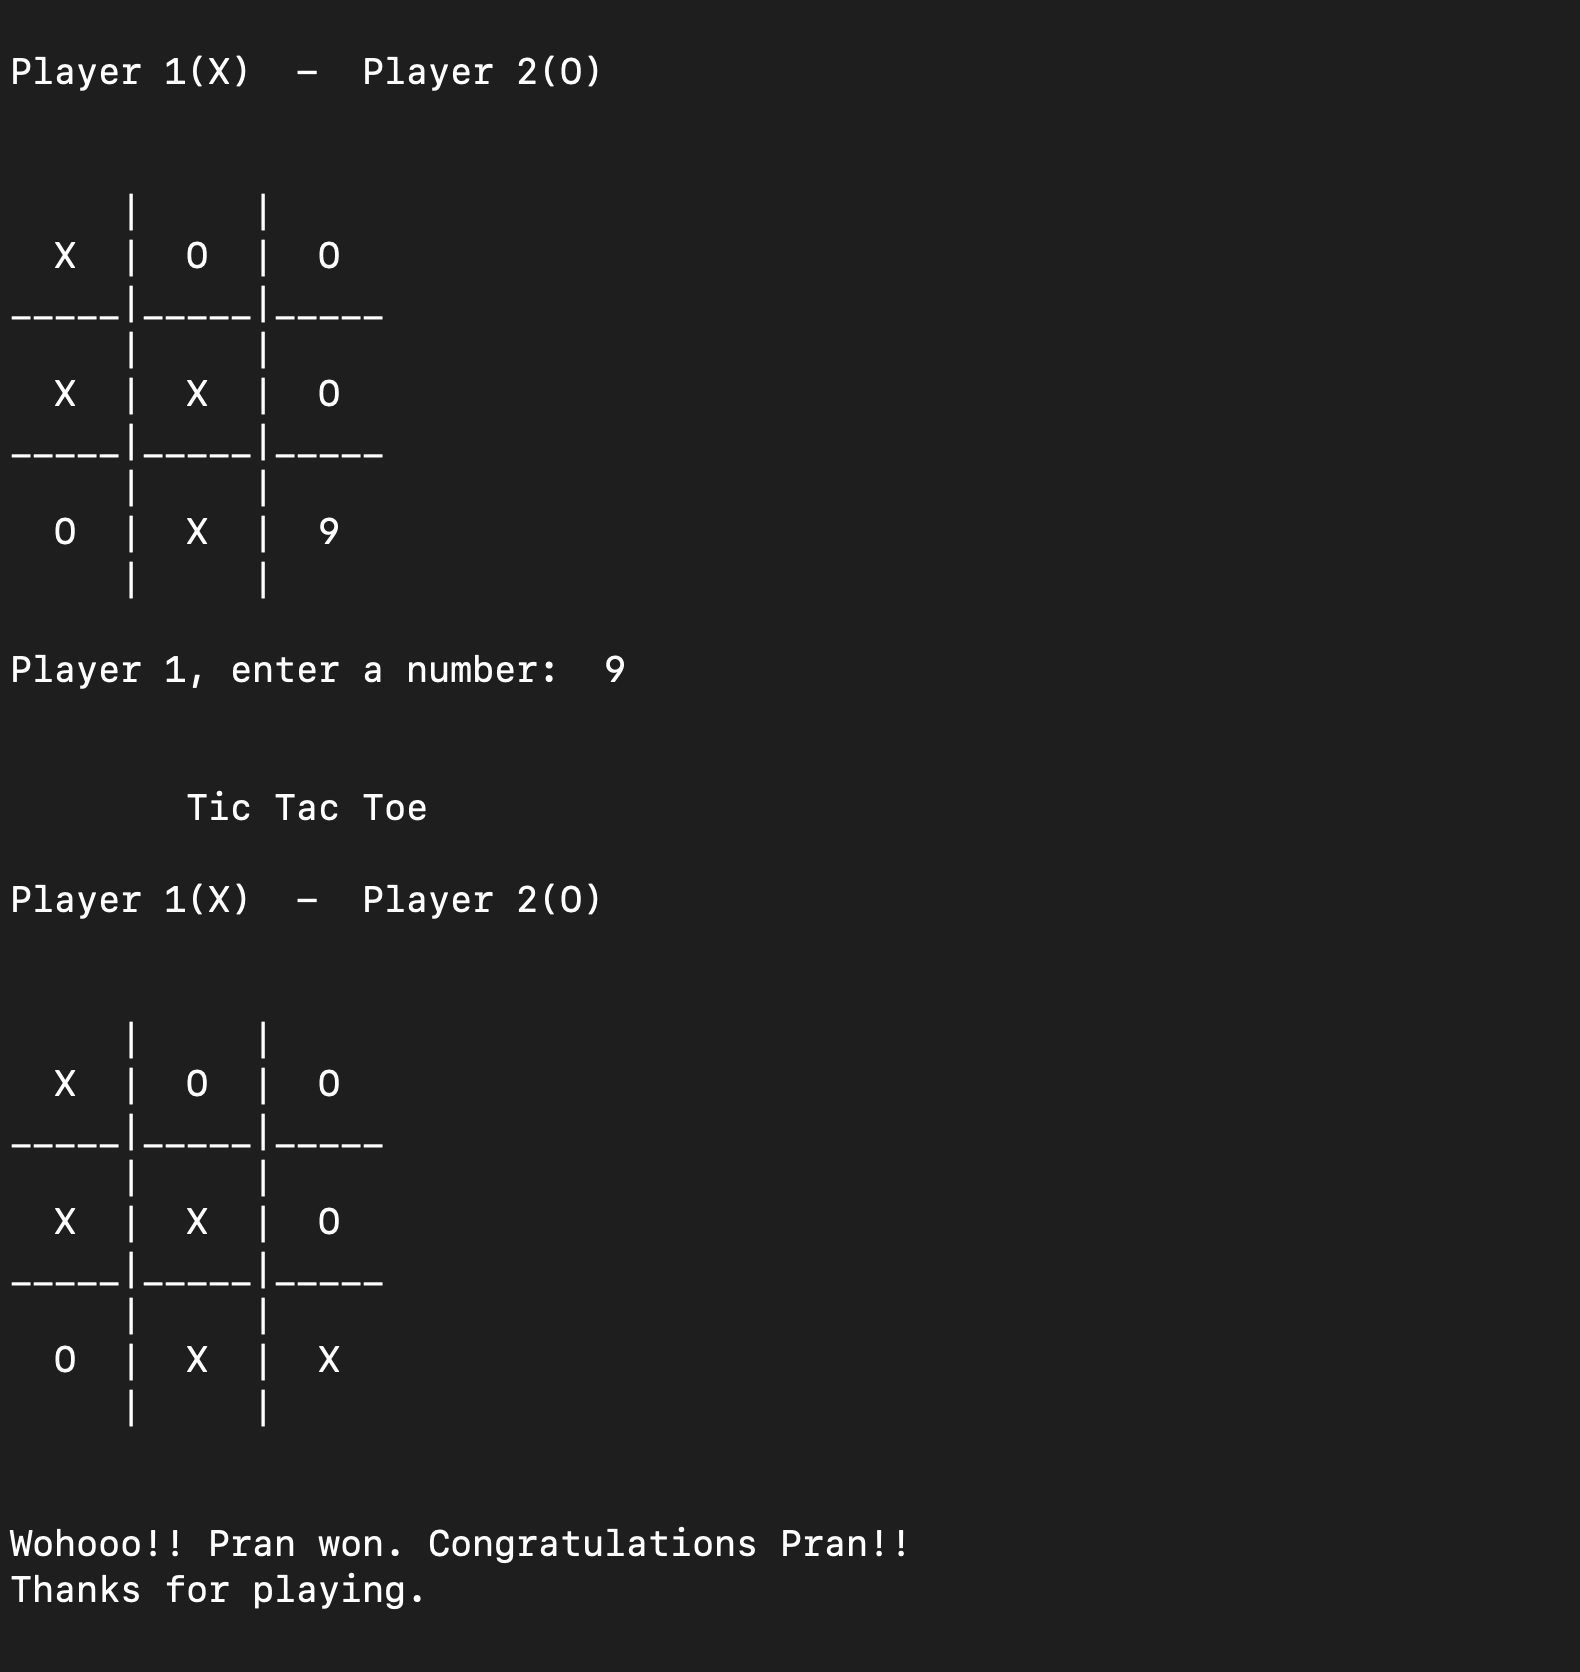 Player 1(X)  –  Player 2(O)
     |     |
  X  |  O  |  O
_____|_____|_____
     |     |
  X  |  X  |  O
_____|_____|_____
     |     |
  O  |  X  |  9
     |     |
Player 1, enter a number:  9
Tic Tac Toe
Player 1(X)  –  Player 2(O)
     |     |
  X  |  O  |  O
_____|_____|_____
     |     |
  X  |  X  |  O
_____|_____|_____
     |     |
  O  |  X  |  X
     |     |
Wohooo!! Pran won. Congratulations Pran!!
Thanks for playing.